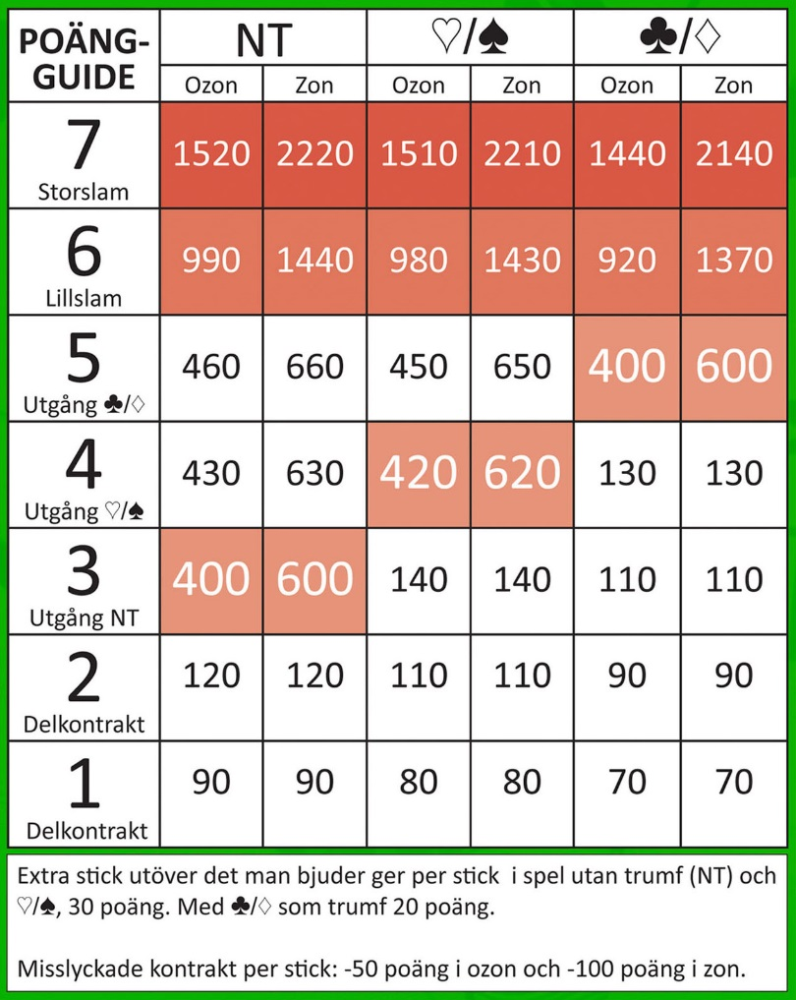 POÄNG-
GUIDE
NT ♡/♠ ♣/♢
Ozon Zon Ozon Zon Ozon Zon
7 1520 2220 1510 2210 1440 2140
Storslam
6 990 1440 980 1430 920 1370
Lillslam
5 460 660 450 650 400 600
Utgång ♣/♢
4 430 630 420 620 130 130
Utgång ♡/♠
3 400 600 140 140 110 110
Utgång NT
2 120 120 110 110 90 90
Delkontrakt
1 90 90 80 80 70 70
Delkontrakt
Extra stick utöver det man bjuder ger per stick i spel utan trumf (NT) och
♡/♠, 30 poäng. Med ♣/♢ som trumf 20 poäng.
Misslyckade kontrakt per stick: -50 poäng i ozon och -100 poäng i zon.